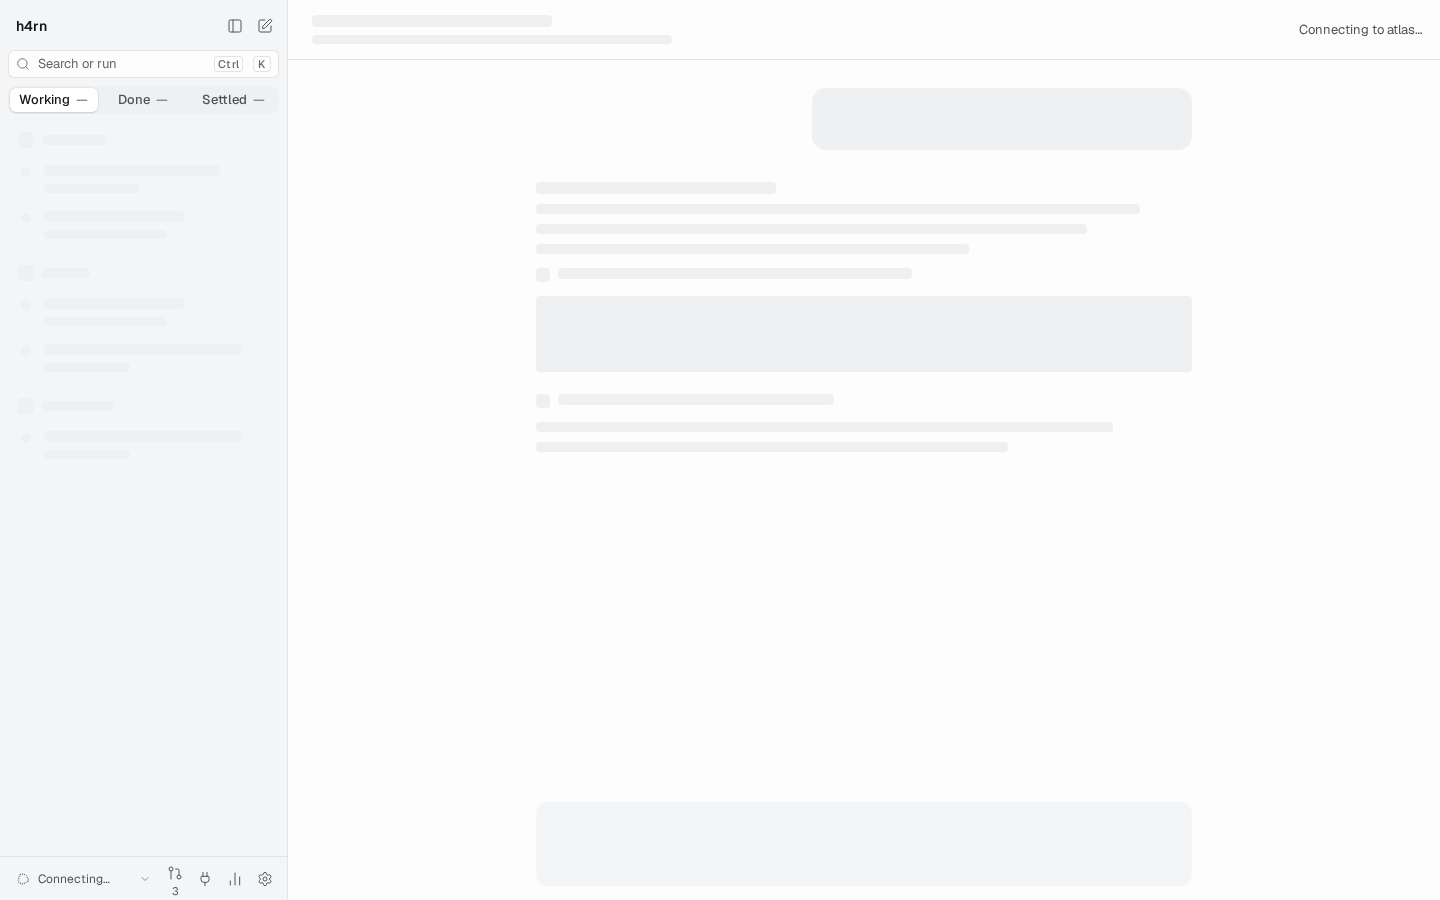 h4rn
Search or run Ctrl K
Working — Done — Settled —
Connecting to atlas…
Connecting…
3